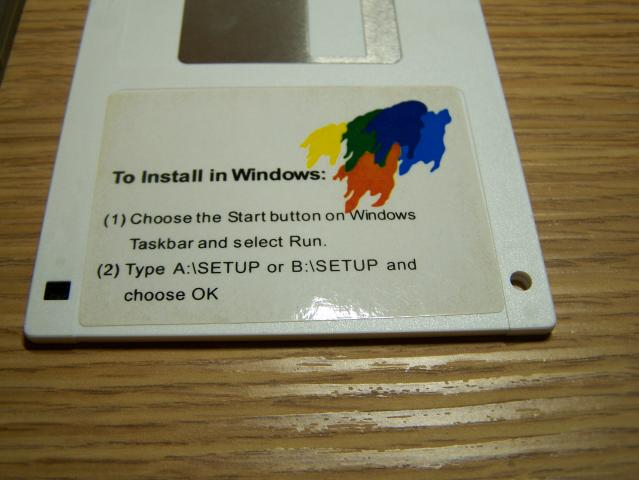 To Install in Windows:
(1) Choose the Start button on Windows
Taskbar and select Run.
(2) Type A:\SETUP or B:\SETUP and
choose OK